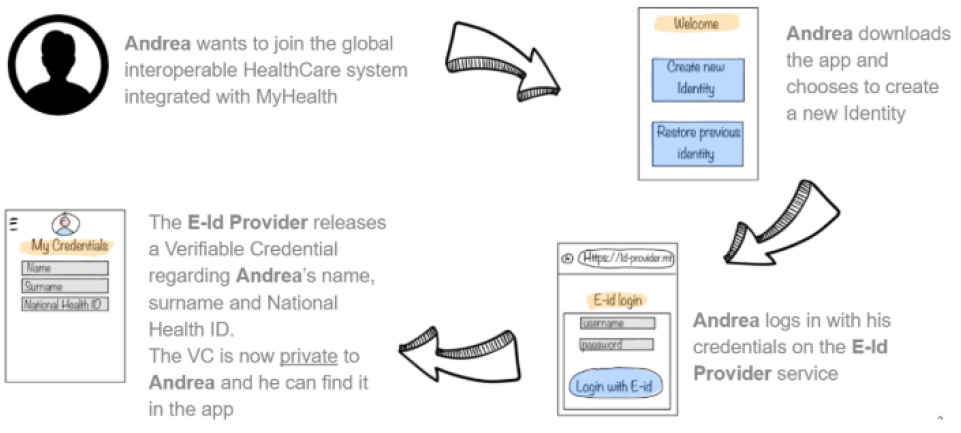 Andrea wants to join the global
interoperable HealthCare system
integrated with MyHealth
Welcome
Create new
Identity
Restore previous
identity
Andrea downloads
the app and
chooses to create
a new Identity
Https://Id-provider.mt
E-id login
username
password
Login with E-id
Andrea logs in with his
credentials on the E-Id
Provider service
My Credentials
Name
Surname
National Health ID
The E-Id Provider releases
a Verifiable Credential
regarding Andrea's name,
surname and National
Health ID.
The VC is now private to
Andrea and he can find it
in the app